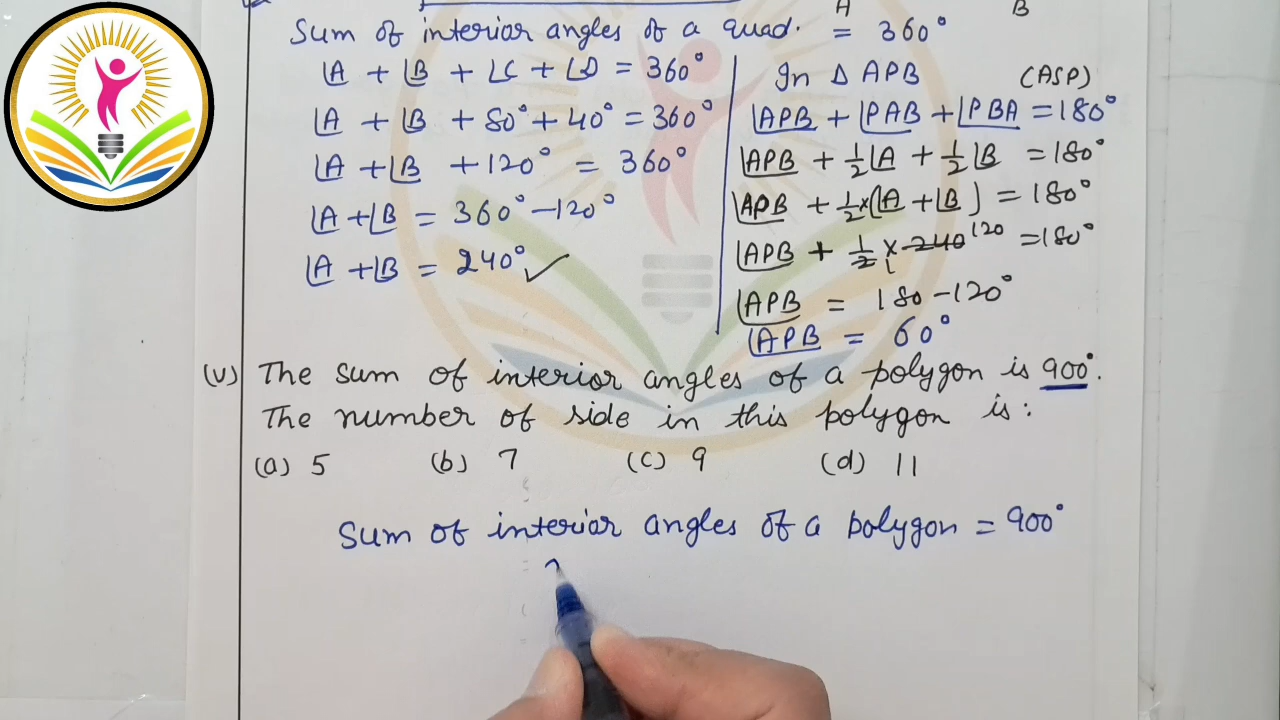 A B
Sum of interior angles of a quad. = 360°
∠A + ∠B + ∠C + ∠D = 360°
∠A + ∠B + 80° + 40° = 360°
∠A + ∠B + 120° = 360°
∠A + ∠B = 360° - 120°
∠A + ∠B = 240° ✓
In Δ APB (ASP)
∠APB + ∠PAB + ∠PBA = 180°
∠APB + 1/2 ∠A + 1/2 ∠B = 180°
∠APB + 1/2 × (∠A + ∠B) = 180°
∠APB + 1/2 × 240 120 = 180°
∠APB = 180 - 120°
∠APB = 60°
(v) The sum of interior angles of a polygon is 900°.
The number of side in this polygon is:
(a) 5 (b) 7 (c) 9 (d) 11
Sum of interior angles of a polygon = 900°